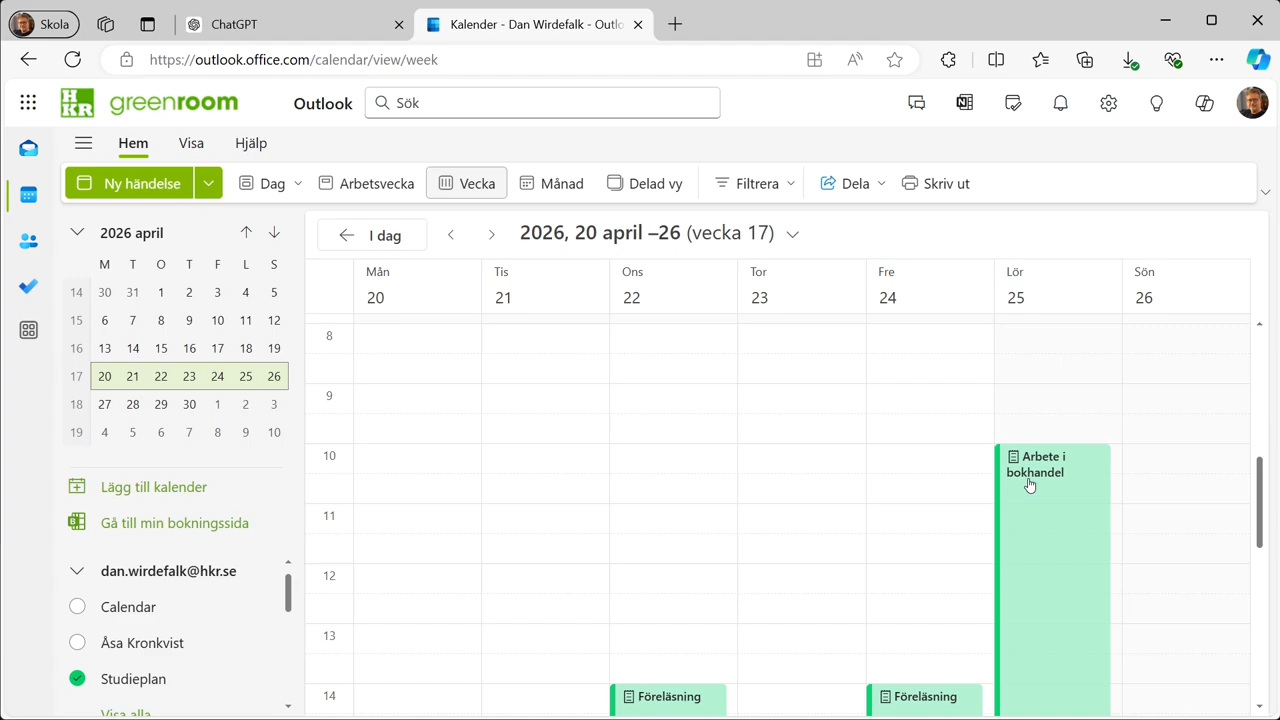 Skola
ChatGPT
Kalender - Dan Wirdefalk - Outlo
https://outlook.office.com/calendar/view/week
HKR greenroom
Outlook
Sök
Hem
Visa
Hjälp
Ny händelse
Dag
Arbetsvecka
Vecka
Månad
Delad vy
Filtrera
Dela
Skriv ut
2026 april
M T O T F L S
14 30 31 1 2 3 4 5
15 6 7 8 9 10 11 12
16 13 14 15 16 17 18 19
17 20 21 22 23 24 25 26
18 27 28 29 30 1 2 3
19 4 5 6 7 8 9 10
Lägg till kalender
Gå till min bokningssida
dan.wirdefalk@hkr.se
Calendar
Åsa Kronkvist
Studieplan
Visa alla
I dag
2026, 20 april –26 (vecka 17)
Mån Tis Ons Tor Fre Lör Sön
20 21 22 23 24 25 26
8
9
10
Arbete i
bokhandel
11
12
13
14
Föreläsning
Föreläsning